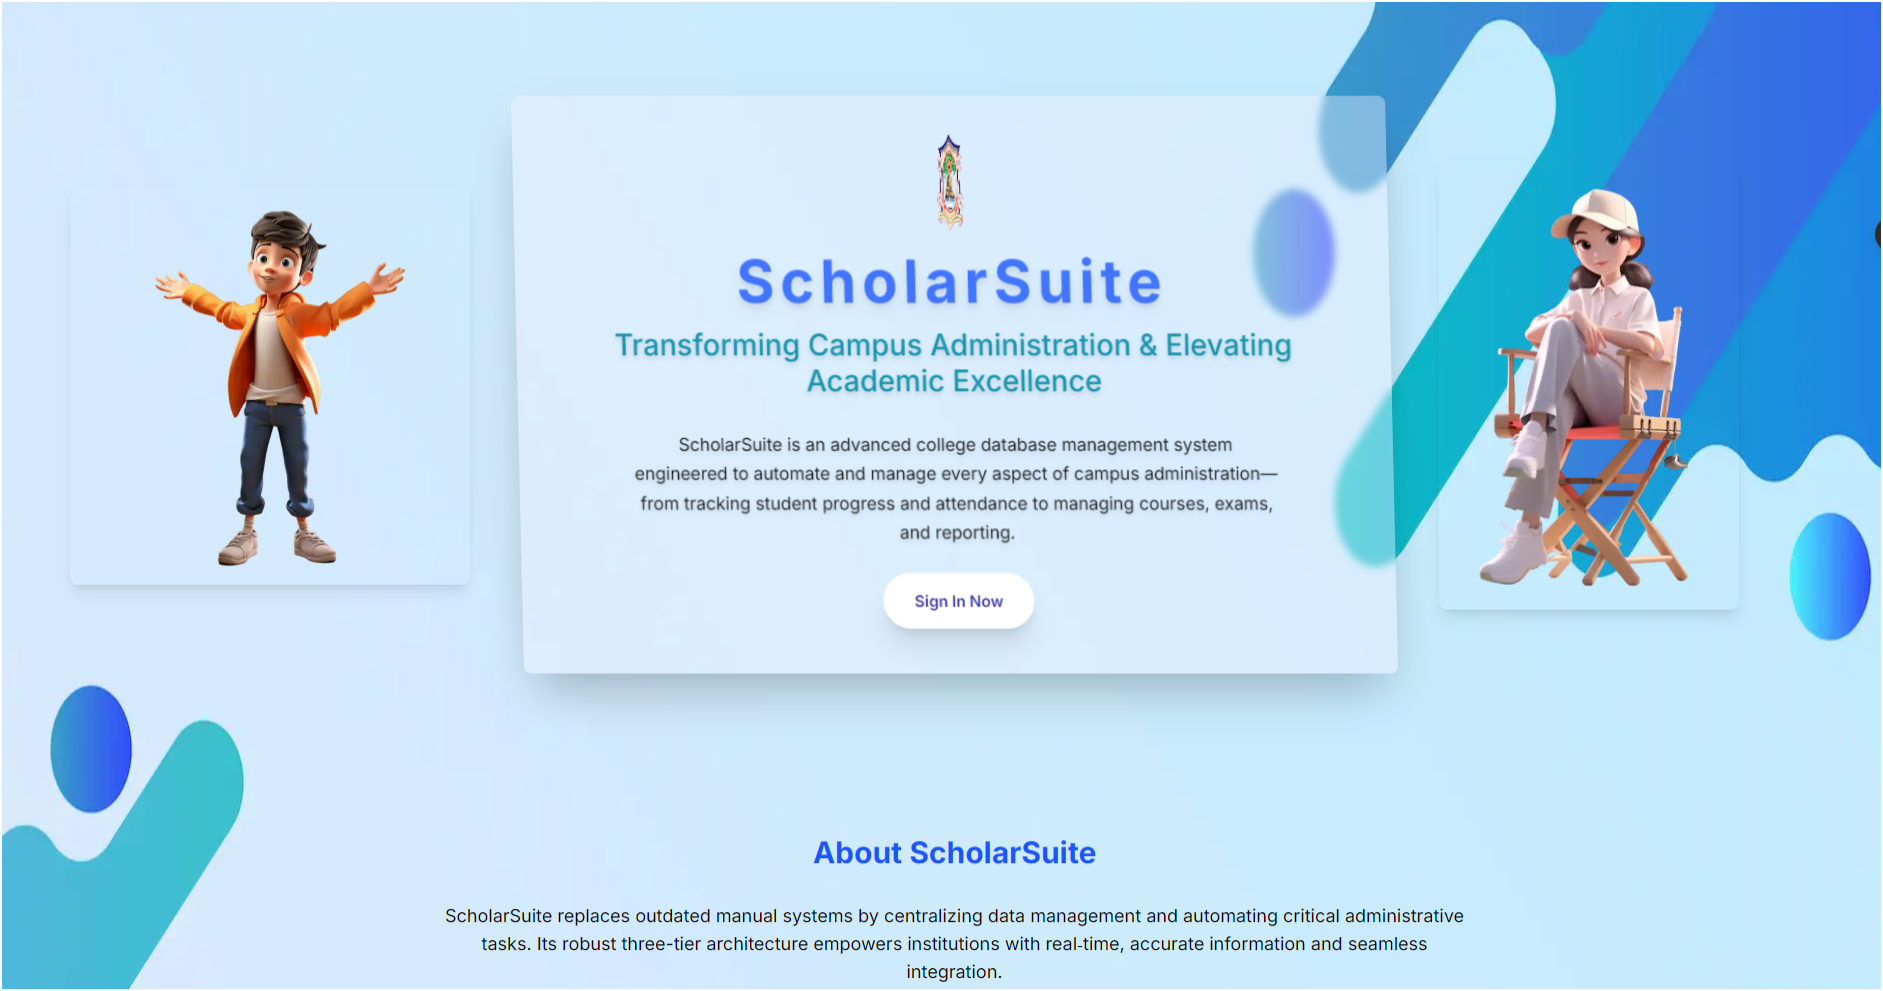 ScholarSuite
Transforming Campus Administration & Elevating
Academic Excellence
ScholarSuite is an advanced college database management system
engineered to automate and manage every aspect of campus administration—
from tracking student progress and attendance to managing courses, exams,
and reporting.
Sign In Now
About ScholarSuite
ScholarSuite replaces outdated manual systems by centralizing data management and automating critical administrative
tasks. Its robust three-tier architecture empowers institutions with real-time, accurate information and seamless
integration.